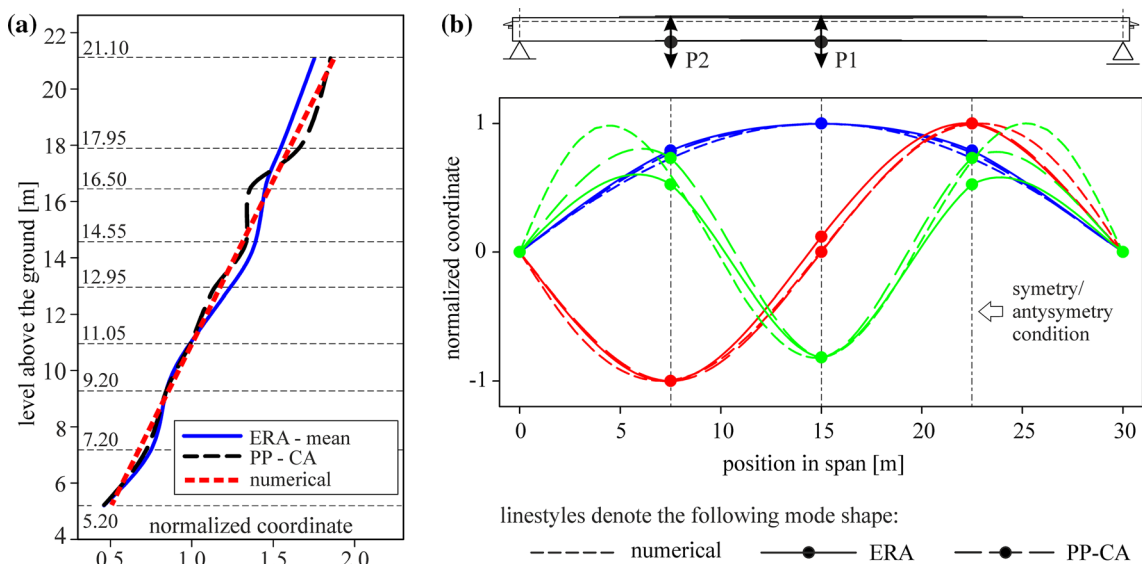 (a)
level above the ground [m]
22
20
18
16
14
12
10
8
6
4
21.10
17.95
16.50
14.55
12.95
11.05
9.20
7.20
5.20
ERA - mean
PP - CA
numerical
normalized coordinate
0.5 1.0 1.5 2.0
(b)
P2 P1
normalized coordinate
1
0
-1
symetry/
antysymetry
condition
0 5 10 15 20 25 30
position in span [m]
linestyles denote the following mode shape:
numerical ERA PP-CA